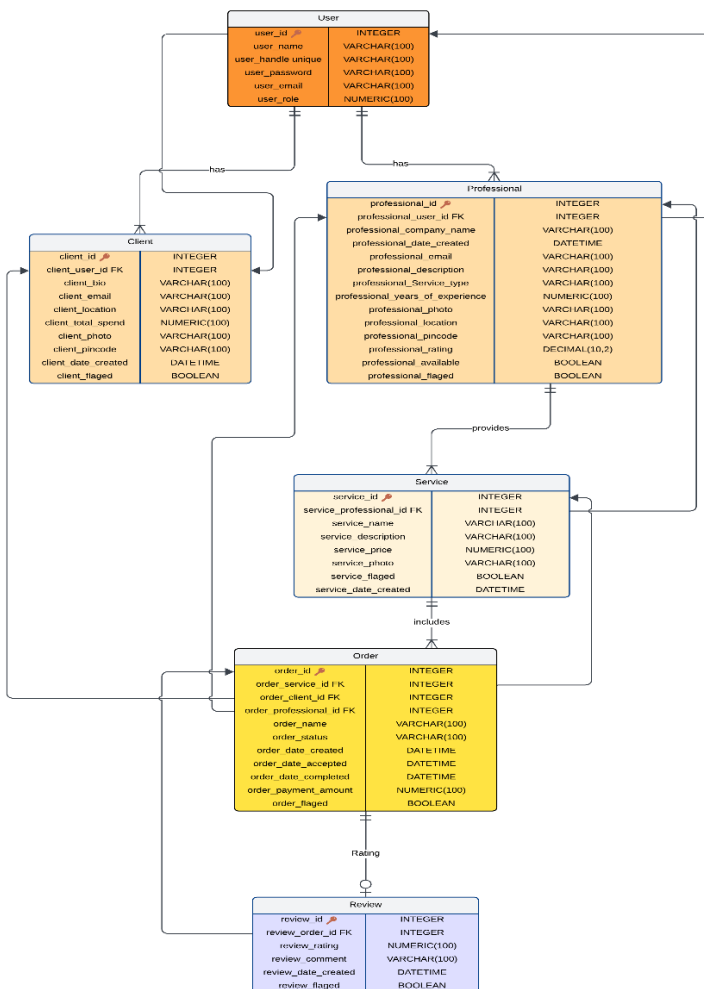 User
user_id INTEGER
user_name VARCHAR(100)
user_handle unique VARCHAR(100)
user_password VARCHAR(100)
user_email VARCHAR(100)
user_role NUMERIC(100)
has
has
Professional
professional_id INTEGER
professional_user_id FK INTEGER
professional_company_name VARCHAR(100)
professional_date_created DATETIME
professional_email VARCHAR(100)
professional_description VARCHAR(100)
professional_Service_type VARCHAR(100)
professional_years_of_experience NUMERIC(100)
professional_photo VARCHAR(100)
professional_location VARCHAR(100)
professional_pincode VARCHAR(100)
professional_rating DECIMAL(10,2)
professional_available BOOLEAN
professional_flaged BOOLEAN
Client
client_id INTEGER
client_user_id FK INTEGER
client_bio VARCHAR(100)
client_email VARCHAR(100)
client_location VARCHAR(100)
client_total_spend NUMERIC(100)
client_photo VARCHAR(100)
client_pincode VARCHAR(100)
client_date_created DATETIME
client_flaged BOOLEAN
provides
Service
service_id INTEGER
service_professional_id FK INTEGER
service_name VARCHAR(100)
service_description VARCHAR(100)
service_price NUMERIC(100)
service_photo VARCHAR(100)
service_flaged BOOLEAN
service_date_created DATETIME
includes
Order
order_id INTEGER
order_service_id FK INTEGER
order_client_id FK INTEGER
order_professional_id FK INTEGER
order_name VARCHAR(100)
order_status VARCHAR(100)
order_date_created DATETIME
order_date_accepted DATETIME
order_date_completed DATETIME
order_payment_amount NUMERIC(100)
order_flaged BOOLEAN
Rating
Review
review_id INTEGER
review_order_id FK INTEGER
review_rating NUMERIC(100)
review_comment VARCHAR(100)
review_date_created DATETIME
review_flaged BOOLEAN